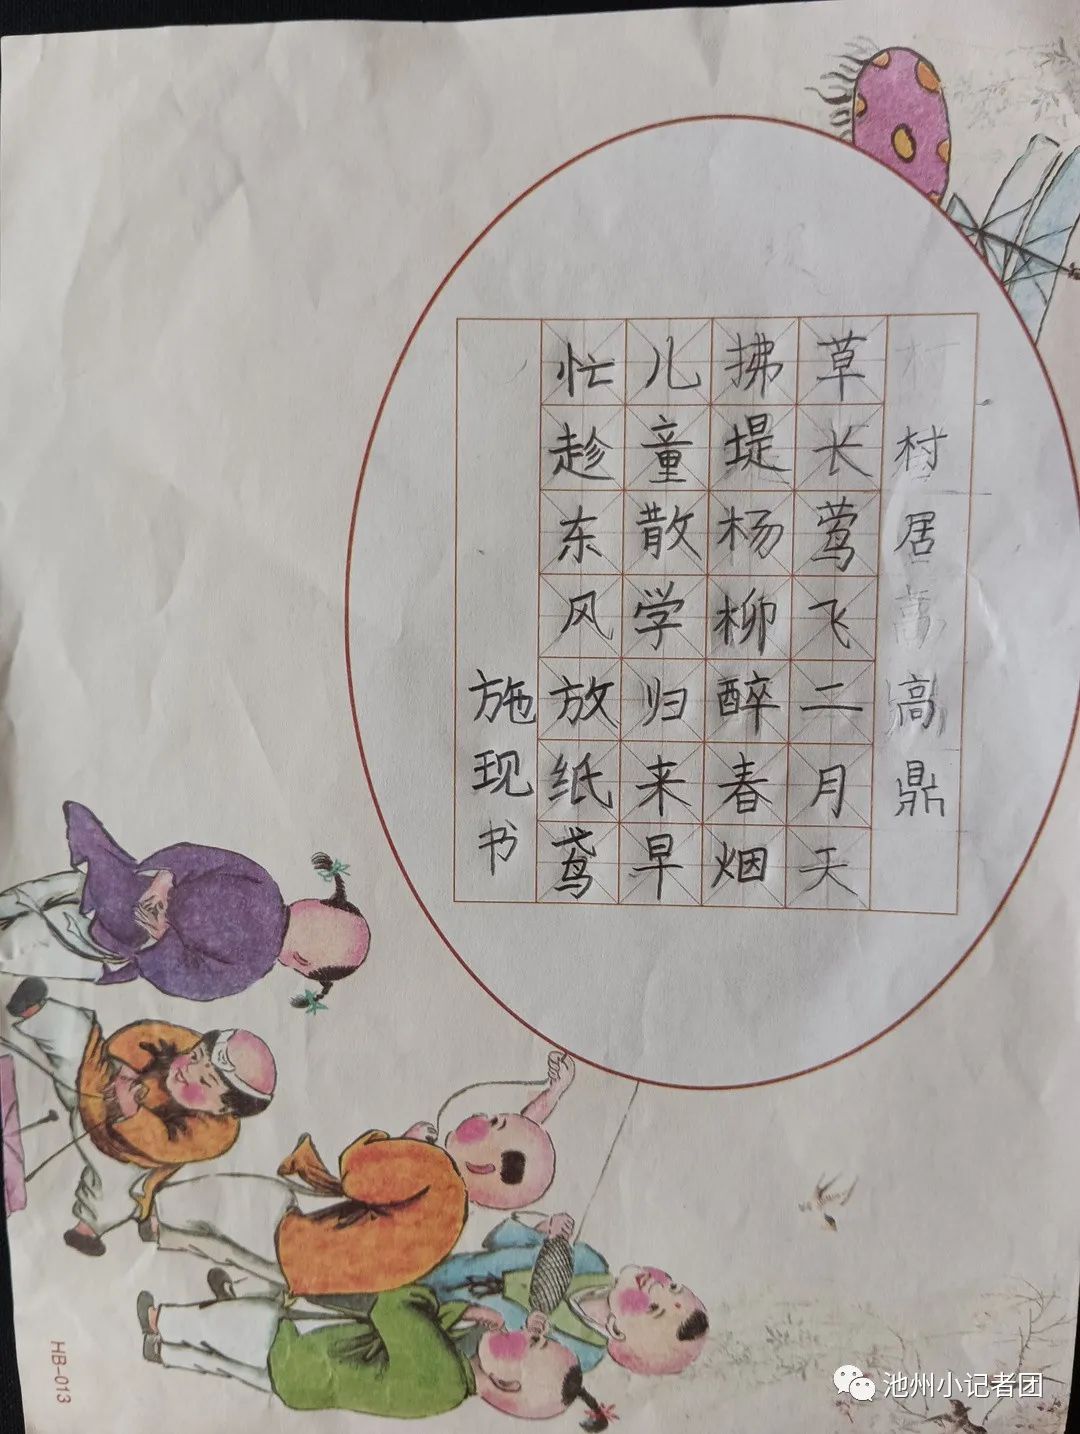 村居 高鼎
草长莺飞二月天
拂堤杨柳醉春烟
儿童散学归来早
忙趁东风放纸鸢
施现书
HB-013
池州小记者团